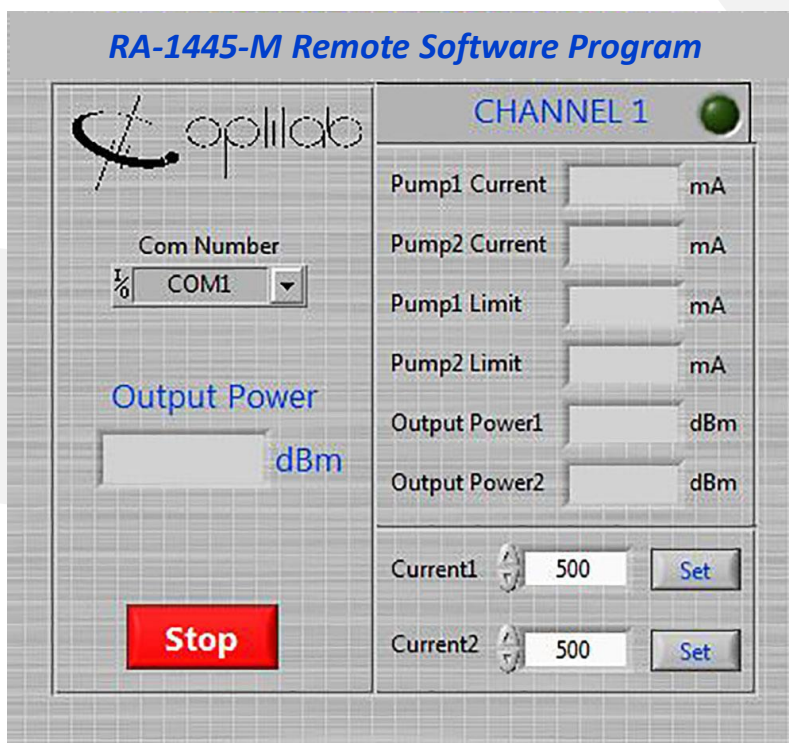 RA-1445-M Remote Software Program
optilab
Com Number
I/0 COM1
Output Power
dBm
Stop
CHANNEL 1
Pump1 Current mA
Pump2 Current mA
Pump1 Limit mA
Pump2 Limit mA
Output Power1 dBm
Output Power2 dBm
Current1 500 Set
Current2 500 Set